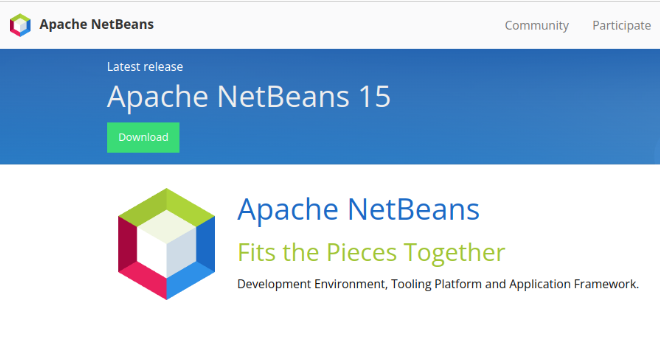 Apache NetBeans
Community
Participate
Latest release
Apache NetBeans 15
Download
Apache NetBeans
Fits the Pieces Together
Development Environment, Tooling Platform and Application Framework.